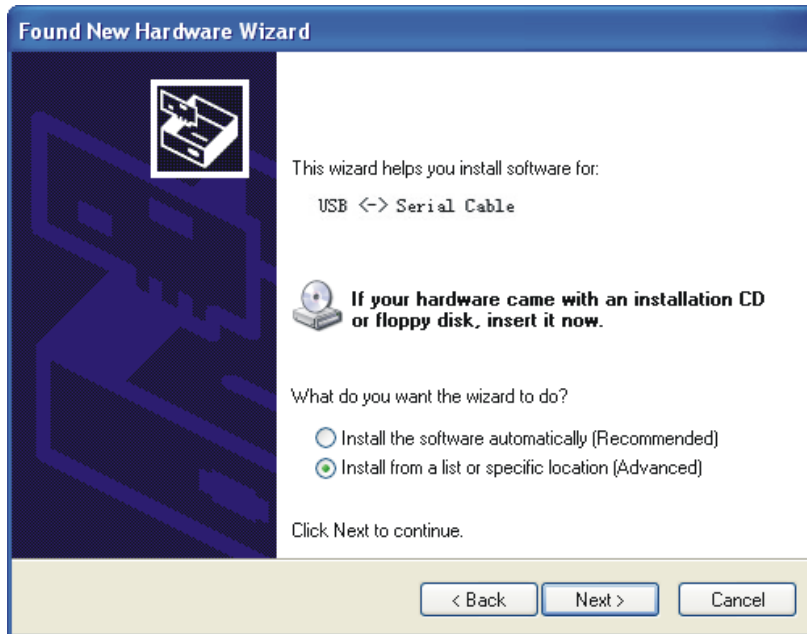 Found New Hardware Wizard
This wizard helps you install software for:
USB <-> Serial Cable
If your hardware came with an installation CD
or floppy disk, insert it now.
What do you want the wizard to do?
Install the software automatically (Recommended)
Install from a list or specific location (Advanced)
Click Next to continue.
< Back Next > Cancel